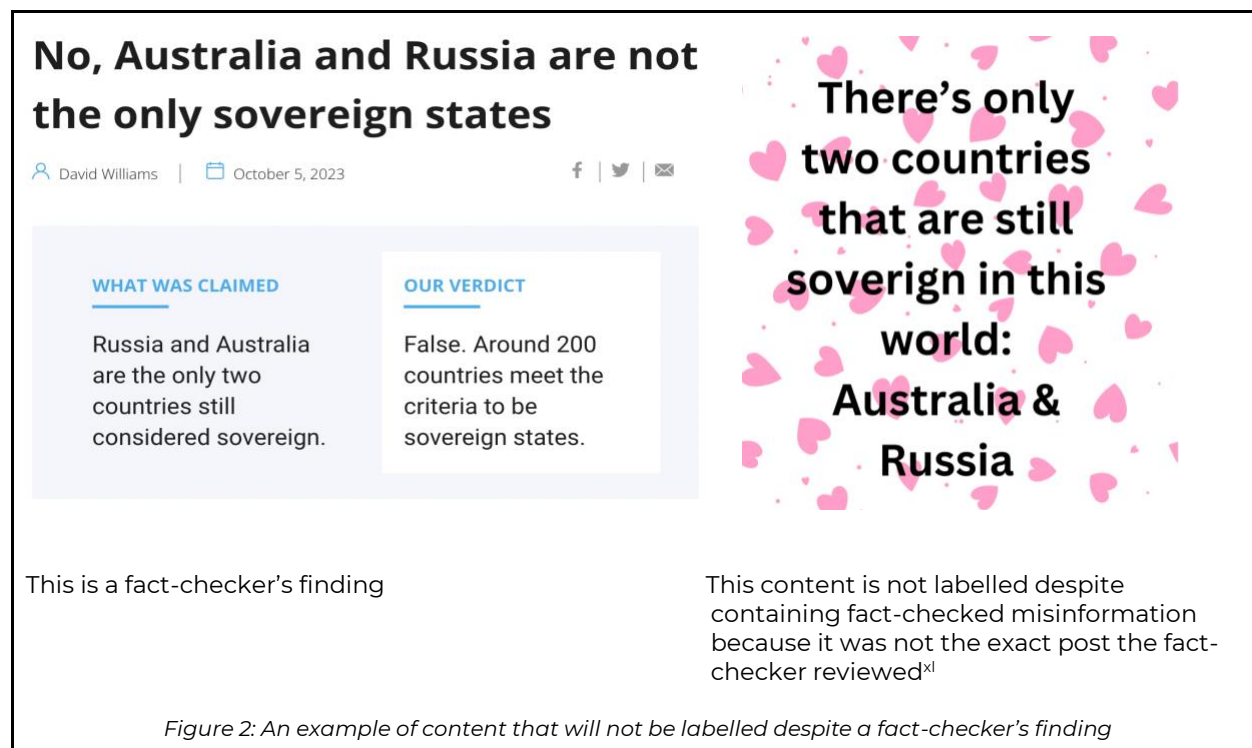 No, Australia and Russia are not
the only sovereign states
David Williams | October 5, 2023
WHAT WAS CLAIMED
Russia and Australia
are the only two
countries still
considered sovereign.
OUR VERDICT
False. Around 200
countries meet the
criteria to be
sovereign states.
There's only
two countries
that are still
soverign in this
world:
Australia &
Russia
This is a fact-checker's finding
This content is not labelled despite
containing fact-checked misinformation
because it was not the exact post the fact-
checker reviewedxl
Figure 2: An example of content that will not be labelled despite a fact-checker's finding